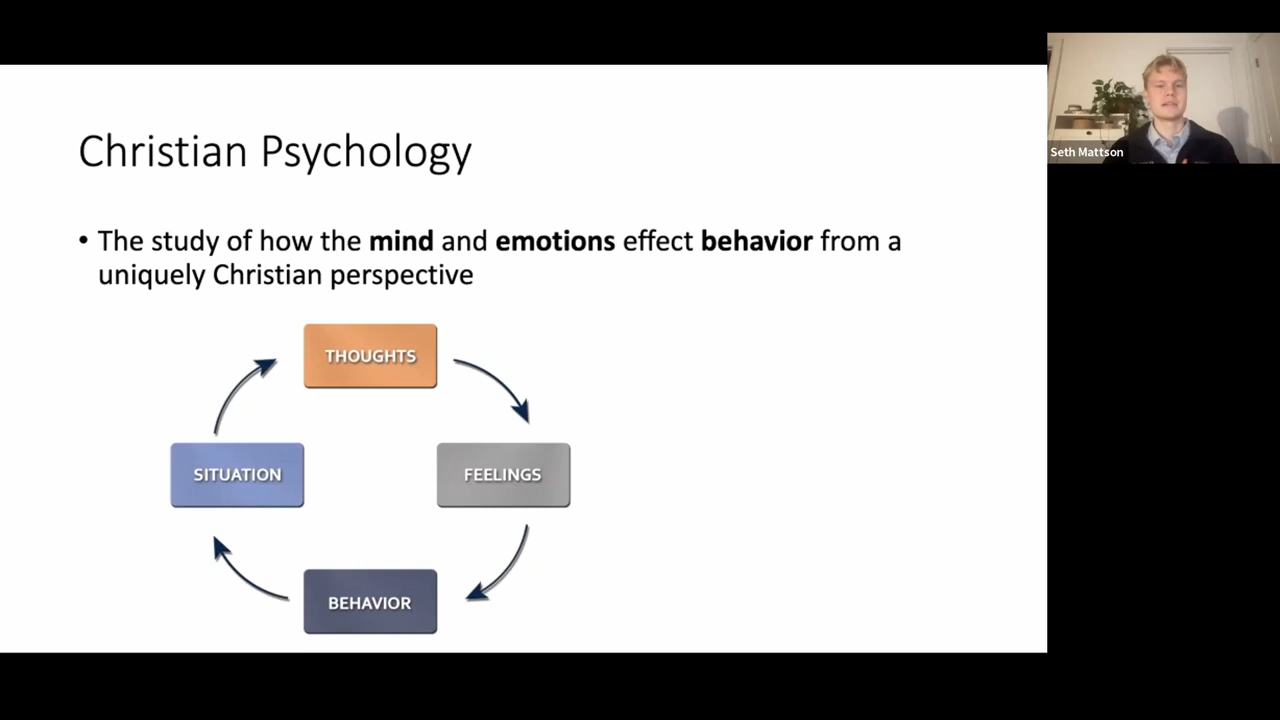 Christian Psychology
• The study of how the mind and emotions effect behavior from a
uniquely Christian perspective
THOUGHTS
SITUATION
FEELINGS
BEHAVIOR
Seth Mattson